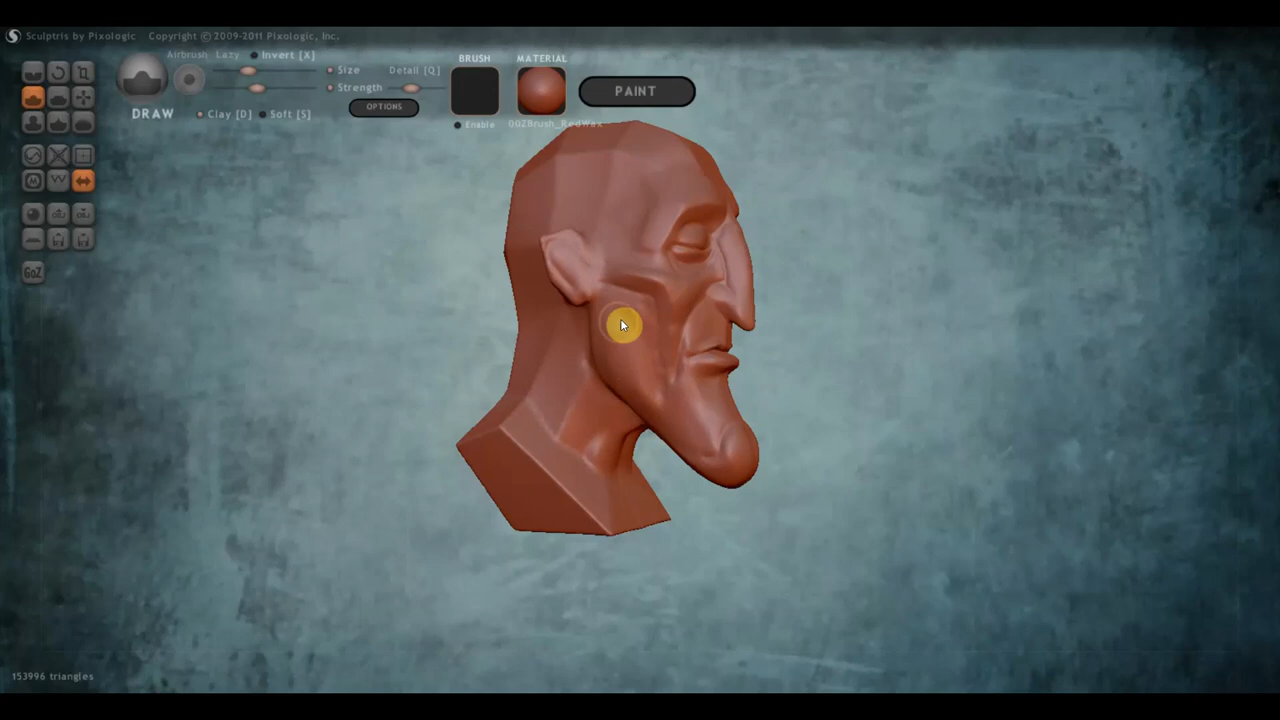 Sculptris by Pixologic Copyright © 2009-2011 Pixologic, Inc.
Airbrush Lazy Invert [X]
Size Detail [Q]
Strength
OPTIONS
DRAW Clay [D] Soft [S]
BRUSH
Enable
MATERIAL
00ZBrush_RedWax
PAINT
GoZ
153996 triangles